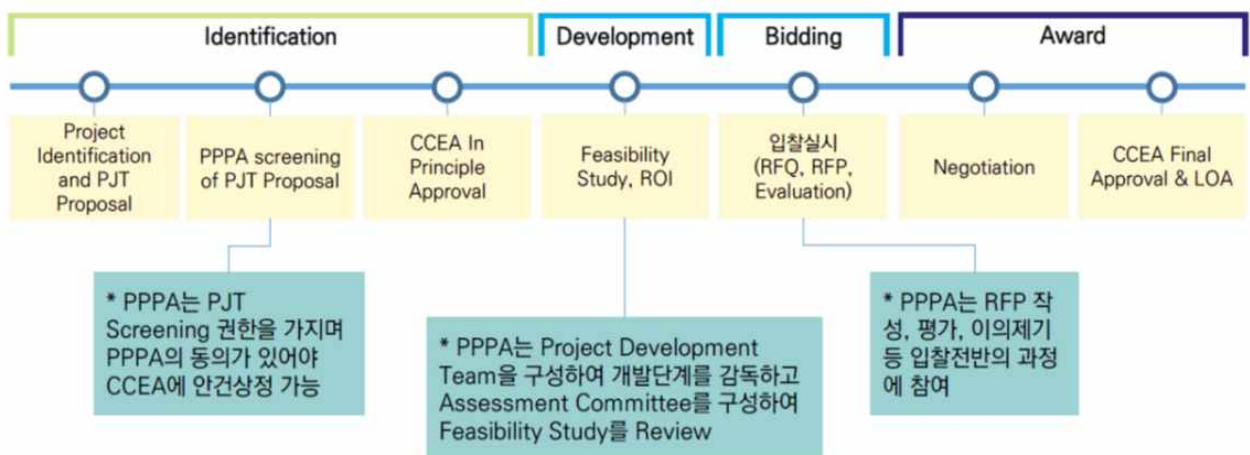 Identification
Development
Bidding
Award
Project
Identification
and PJT
Proposal
PPPA screening
of PJT Proposal
CCEA In
Principle
Approval
Feasibility
Study, ROI
입찰실시
(RFQ, RFP,
Evaluation)
Negotiation
CCEA Final
Approval & LOA
* PPPA는 PJT
Screening 권한을 가지며
PPPA의 동의가 있어야
CCEA에 안건상정 가능
* PPPA는 Project Development
Team을 구성하여 개발단계를 감독하고
Assessment Committee를 구성하여
Feasibility Study를 Review
* PPPA는 RFP 작
성, 평가, 이의제기
등 입찰전반의 과정
에 참여